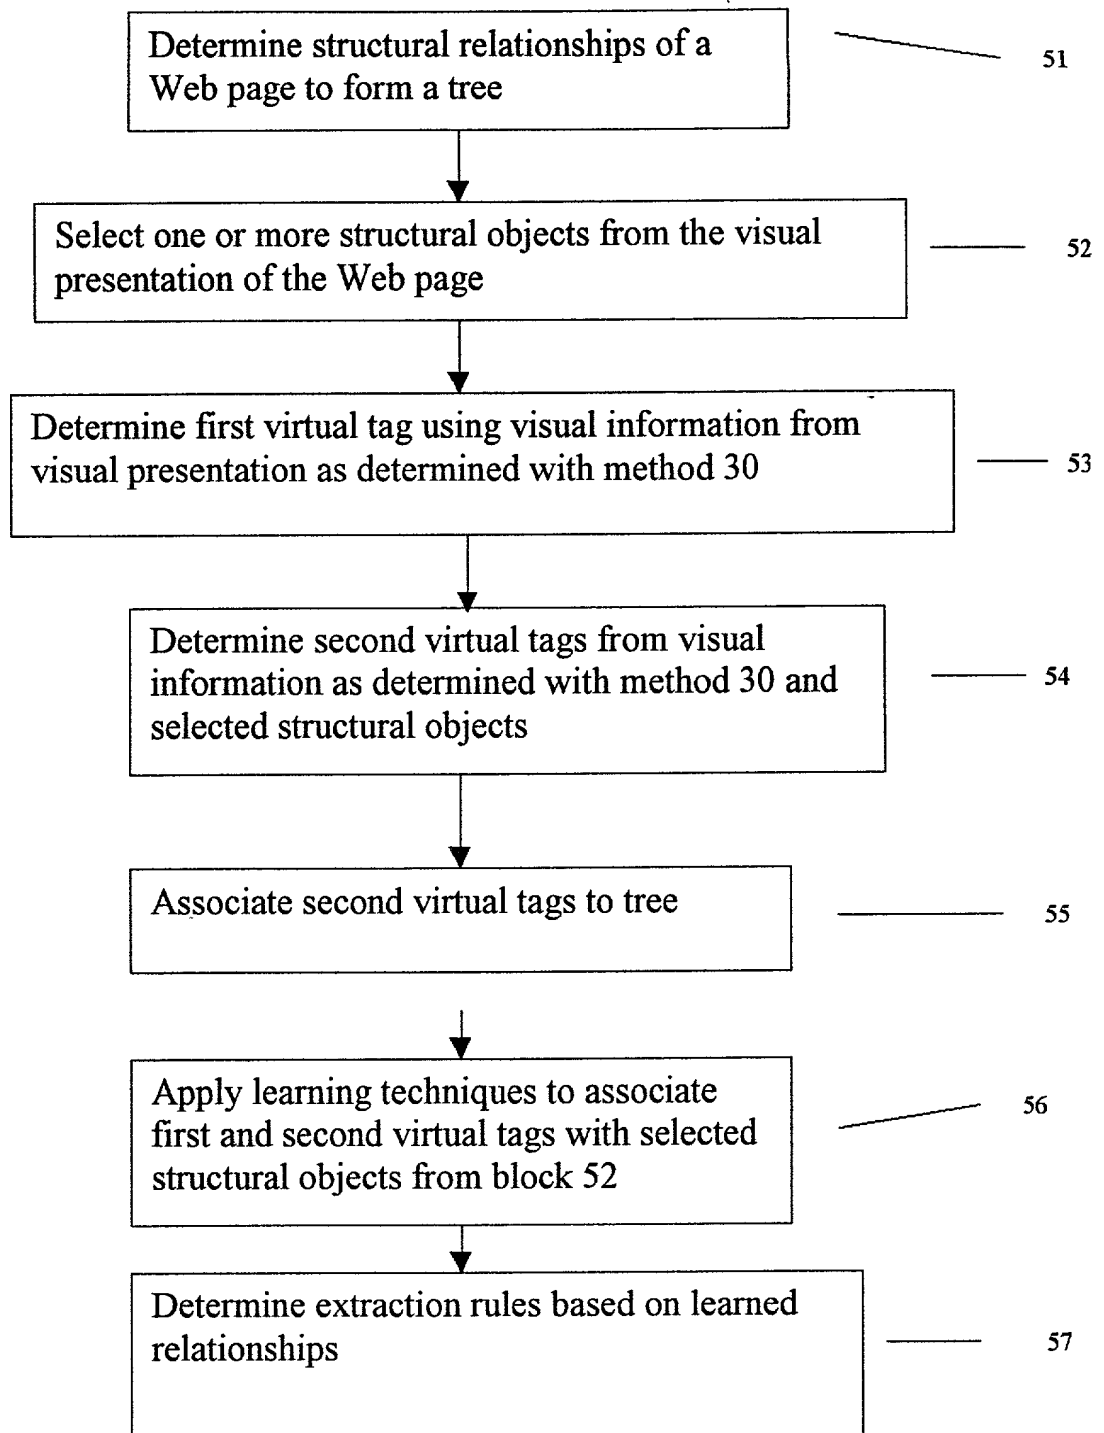 Determine structural relationships of a
Web page to form a tree
51
Select one or more structural objects from the visual
presentation of the Web page
52
Determine first virtual tag using visual information from
visual presentation as determined with method 30
53
Determine second virtual tags from visual
information as determined with method 30 and
selected structural objects
54
Associate second virtual tags to tree
55
Apply learning techniques to associate
first and second virtual tags with selected
structural objects from block 52
56
Determine extraction rules based on learned
relationships
57